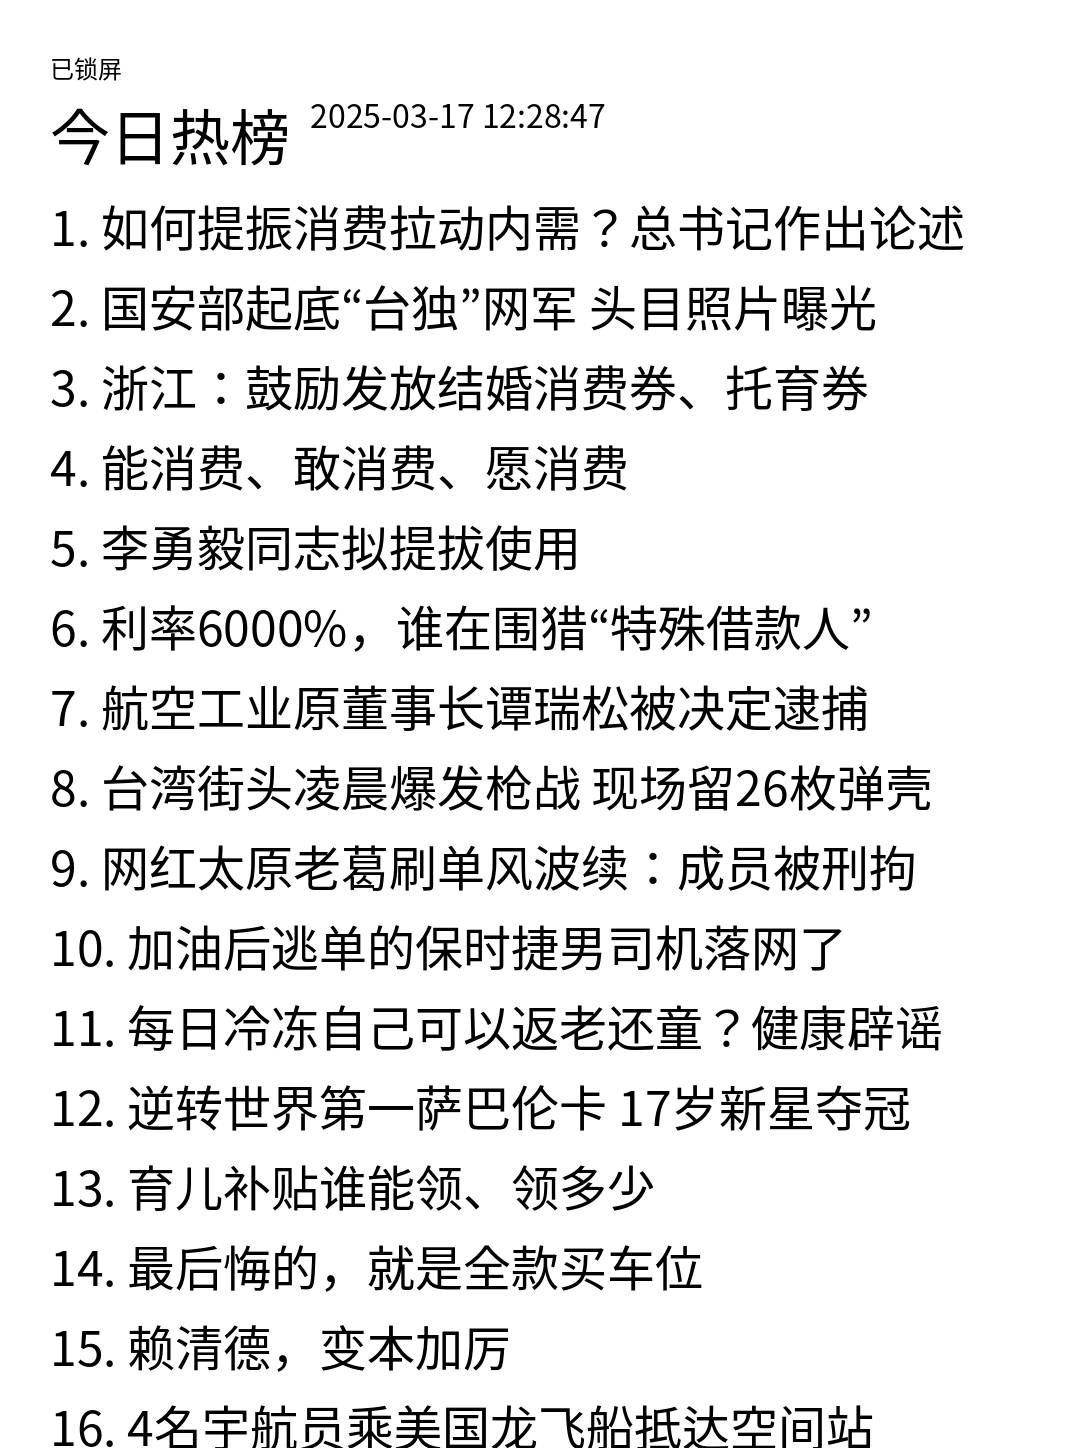 已锁屏
今日热榜 2025-03-17 12:28:47
1. 如何提振消费拉动内需？总书记作出论述
2. 国安部起底“台独”网军 头目照片曝光
3. 浙江：鼓励发放结婚消费券、托育券
4. 能消费、敢消费、愿消费
5. 李勇毅同志拟提拔使用
6. 利率6000%，谁在围猎“特殊借款人”
7. 航空工业原董事长谭瑞松被决定逮捕
8. 台湾街头凌晨爆发枪战 现场留26枚弹壳
9. 网红太原老葛刷单风波续：成员被刑拘
10. 加油后逃单的保时捷男司机落网了
11. 每日冷冻自己可以返老还童？健康辟谣
12. 逆转世界第一萨巴伦卡 17岁新星夺冠
13. 育儿补贴谁能领、领多少
14. 最后悔的，就是全款买车位
15. 赖清德，变本加厉
16. 4名宇航员乘美国龙飞船抵达空间站